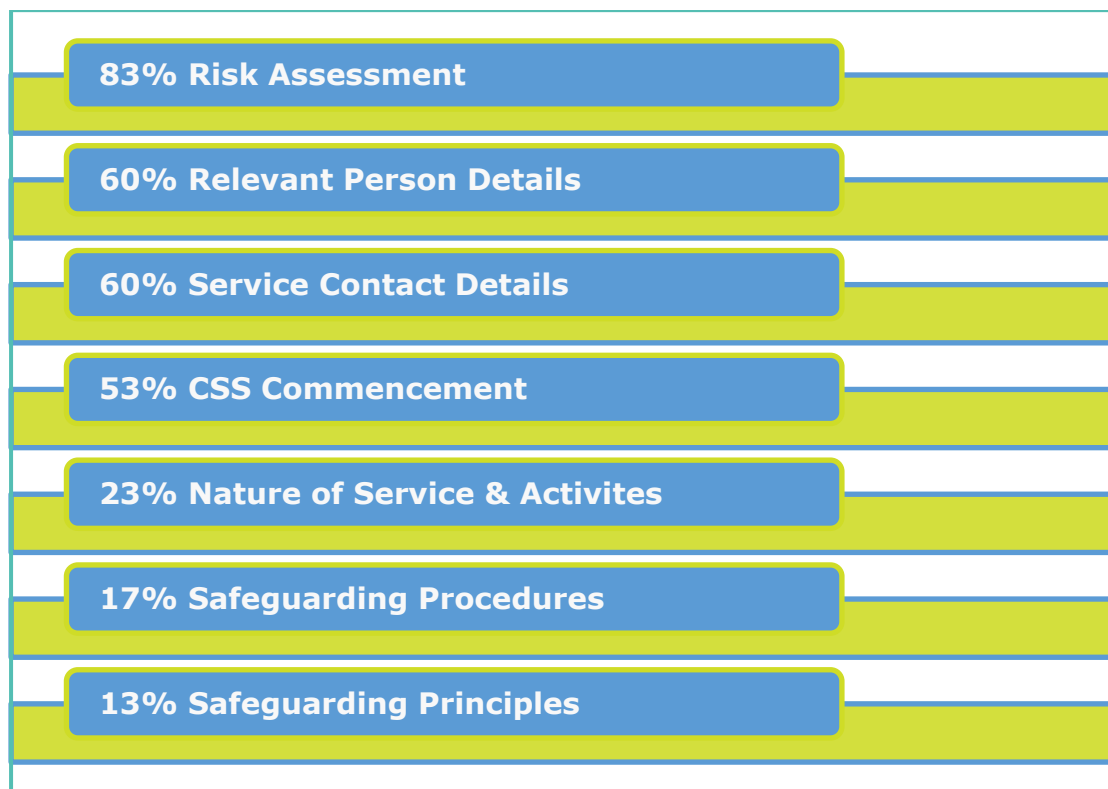 83% Risk Assessment
60% Relevant Person Details
60% Service Contact Details
53% CSS Commencement
23% Nature of Service & Activites
17% Safeguarding Procedures
13% Safeguarding Principles